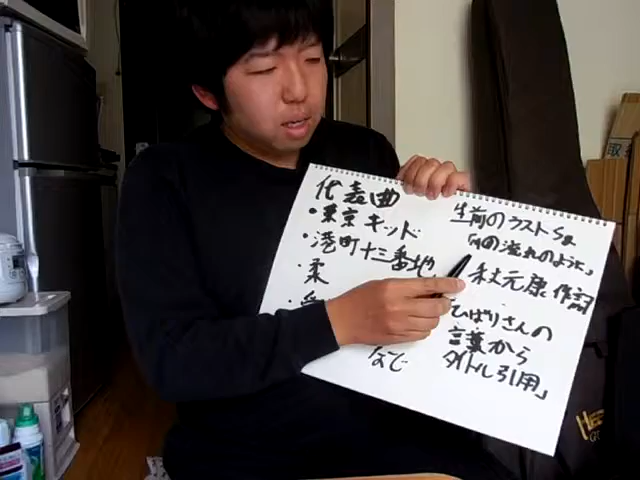 代表曲
・東京キッド
・港町十三番地
・柔
など
生前のラストSg
「川の流れのように」
秋元康 作詞
ひばりさんの
言葉から
タイトル引用」
取